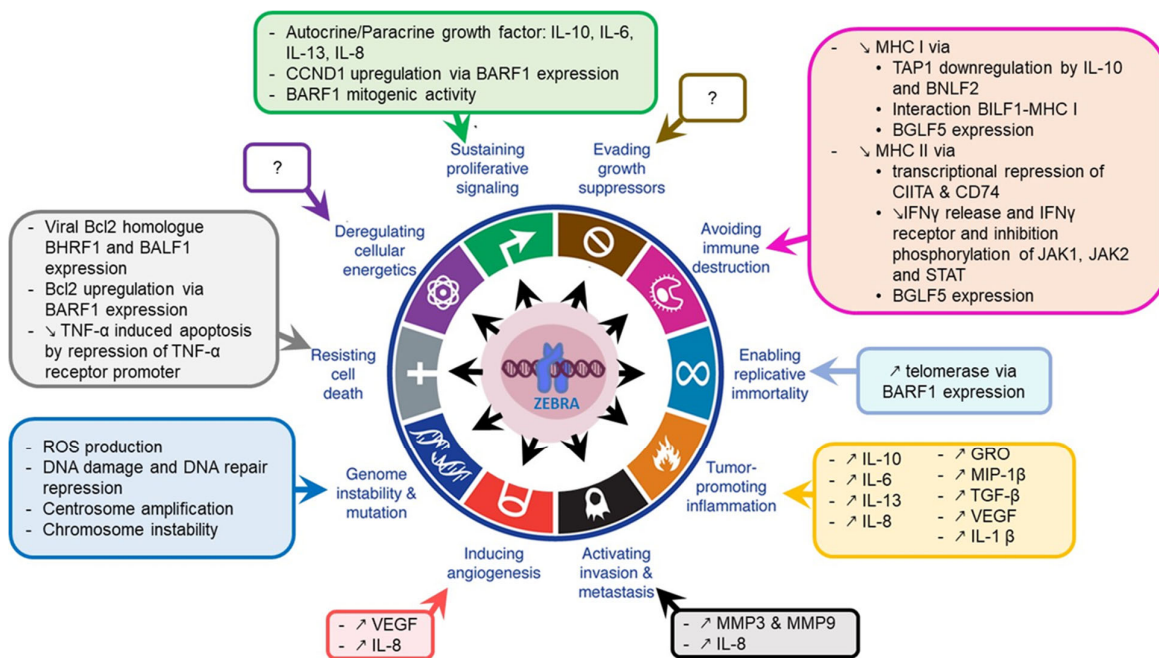 - Autocrine/Paracrine growth factor: IL-10, IL-6,
IL-13, IL-8
- CCND1 upregulation via BARF1 expression
- BARF1 mitogenic activity
?
- ↘ MHC I via
• TAP1 downregulation by IL-10
and BNLF2
• Interaction BILF1-MHC I
• BGLF5 expression
- ↘ MHC II via
• transcriptional repression of
CIITA & CD74
• ↘IFNγ release and IFNγ
receptor and inhibition
phosphorylation of JAK1, JAK2
and STAT
• BGLF5 expression
?
Sustaining
proliferative
signaling
Evading
growth
suppressors
Deregulating
cellular
energetics
Avoiding
immune
destruction
- Viral Bcl2 homologue
BHRF1 and BALF1
expression
- Bcl2 upregulation via
BARF1 expression
- ↘ TNF-α induced apoptosis
by repression of TNF-α
receptor promoter
Resisting
cell
death
ZEBRA
Enabling
replicative
immortality
↗ telomerase via
BARF1 expression
- ROS production
- DNA damage and DNA repair
repression
- Centrosome amplification
- Chromosome instability
Genome
instability &
mutation
Tumor-
promoting
inflammation
- ↗ IL-10
- ↗ IL-6
- ↗ IL-13
- ↗ IL-8
- ↗ GRO
- ↗ MIP-1β
- ↗ TGF-β
- ↗ VEGF
- ↗ IL-1 β
Inducing
angiogenesis
Activating
invasion &
metastasis
- ↗ VEGF
- ↗ IL-8
- ↗ MMP3 & MMP9
- ↗ IL-8